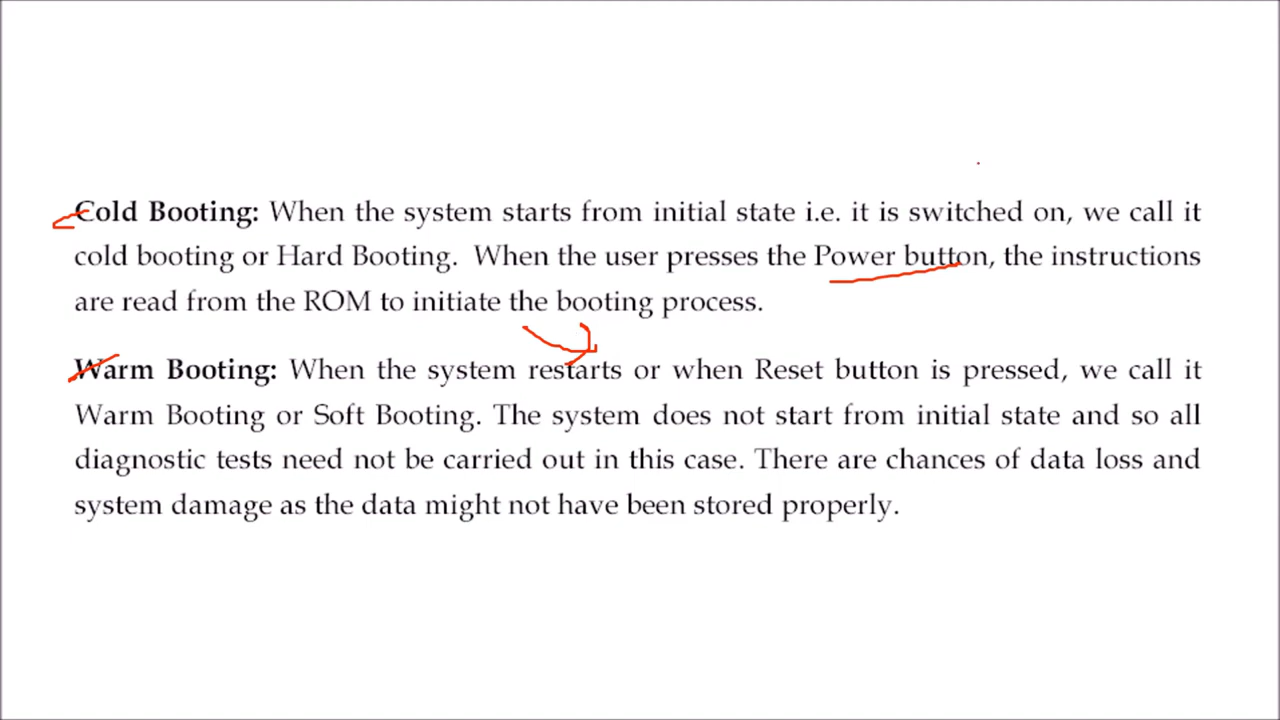 Cold Booting: When the system starts from initial state i.e. it is switched on, we call it
cold booting or Hard Booting. When the user presses the Power button, the instructions
are read from the ROM to initiate the booting process.
Warm Booting: When the system restarts or when Reset button is pressed, we call it
Warm Booting or Soft Booting. The system does not start from initial state and so all
diagnostic tests need not be carried out in this case. There are chances of data loss and
system damage as the data might not have been stored properly.